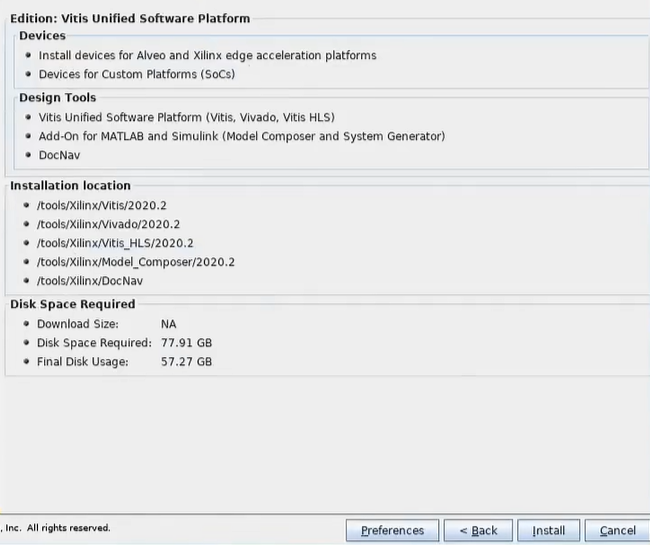 Edition: Vitis Unified Software Platform
Devices
Install devices for Alveo and Xilinx edge acceleration platforms
Devices for Custom Platforms (SoCs)
Design Tools
Vitis Unified Software Platform (Vitis, Vivado, Vitis HLS)
Add-On for MATLAB and Simulink (Model Composer and System Generator)
DocNav
Installation location
/tools/Xilinx/Vitis/2020.2
/tools/Xilinx/Vivado/2020.2
/tools/Xilinx/Vitis_HLS/2020.2
/tools/Xilinx/Model_Composer/2020.2
/tools/Xilinx/DocNav
Disk Space Required
Download Size: NA
Disk Space Required: 77.91 GB
Final Disk Usage: 57.27 GB
, Inc. All rights reserved.
Preferences < Back Install Cancel